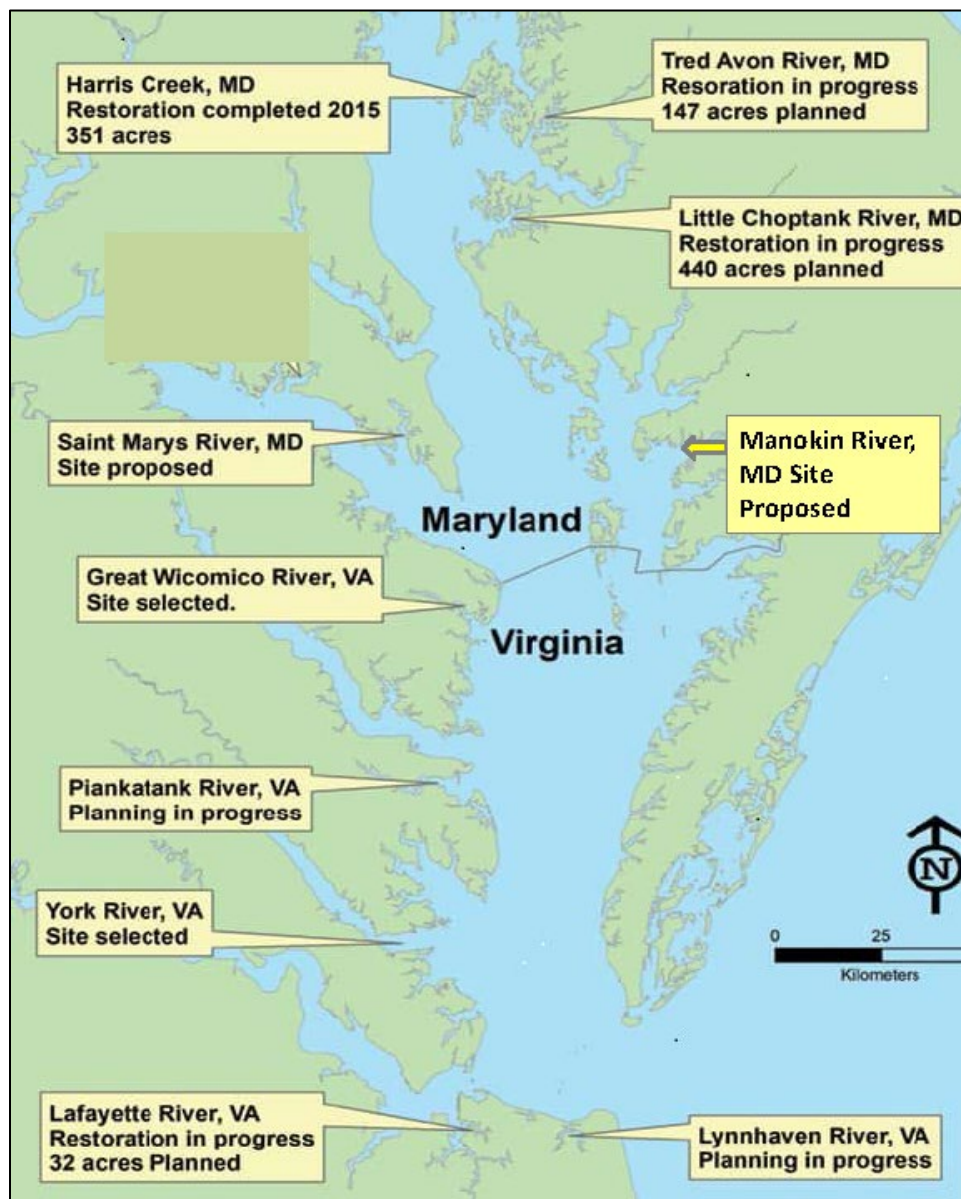 Harris Creek, MD
Restoration completed 2015
351 acres
Tred Avon River, MD
Resoration in progress
147 acres planned
Little Choptank River, MD
Restoration in progress
440 acres planned
Saint Marys River, MD
Site proposed
Manokin River,
MD Site
Proposed
Maryland
Great Wicomico River, VA
Site selected.
Virginia
Piankatank River, VA
Planning in progress
N
York River, VA
Site selected
0 25
Kilometers
Lafayette River, VA
Restoration in progress
32 acres Planned
Lynnhaven River, VA
Planning in progress